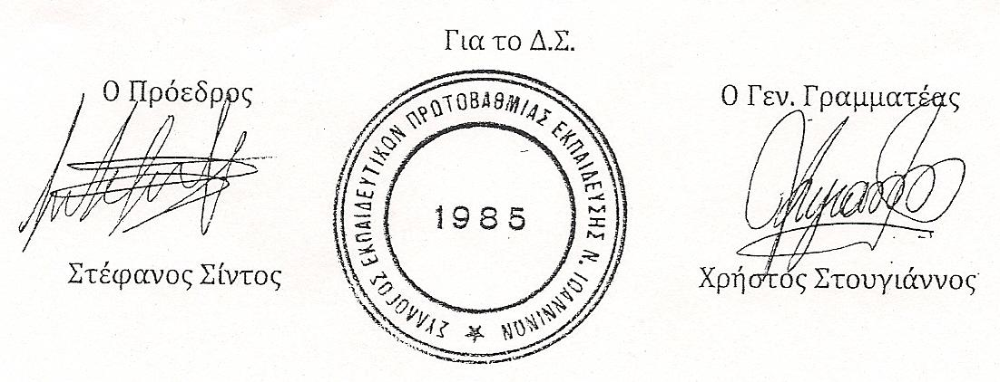 Για το Δ.Σ.
Ο Πρόεδρος
Ο Γεν. Γραμματέας
ΣΥΛΛΟΓΟΣ ΕΚΠΑΙΔΕΥΤΙΚΩΝ ΠΡΩΤΟΒΑΘΜΙΑΣ ΕΚΠΑΙΔΕΥΣΗΣ Ν. ΙΩΑΝΝΙΝΩΝ
1985
Στέφανος Σίντος
Χρήστος Στουγιάννος